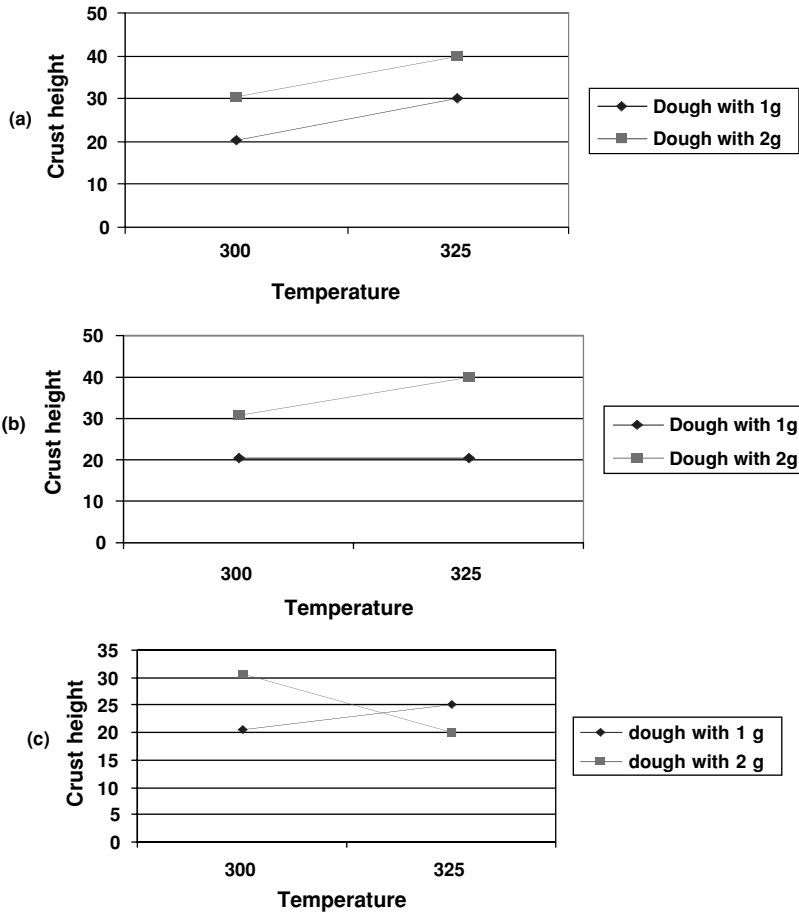 (a)
Crust height
50
40
30
20
10
0
300 325
Temperature
Dough with 1g
Dough with 2g
(b)
Crust height
50
40
30
20
10
0
300 325
Temperature
Dough with 1g
Dough with 2g
(c)
Crust height
35
30
25
20
15
10
5
0
300 325
Temperature
dough with 1 g
dough with 2 g